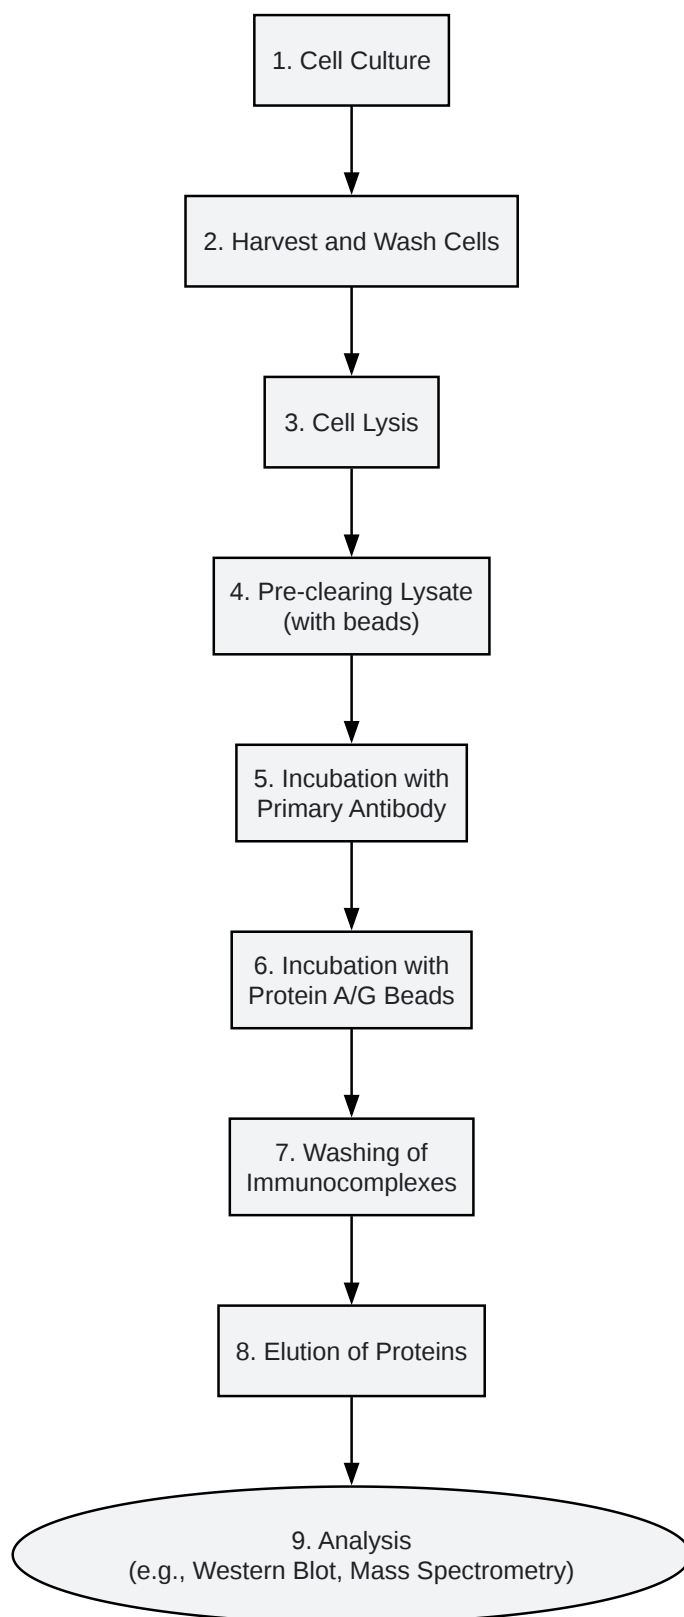 1. Cell Culture
2. Harvest and Wash Cells
3. Cell Lysis
4. Pre-clearing Lysate
(with beads)
5. Incubation with
Primary Antibody
6. Incubation with
Protein A/G Beads
7. Washing of
Immunocomplexes
8. Elution of Proteins
9. Analysis
(e.g., Western Blot, Mass Spectrometry)